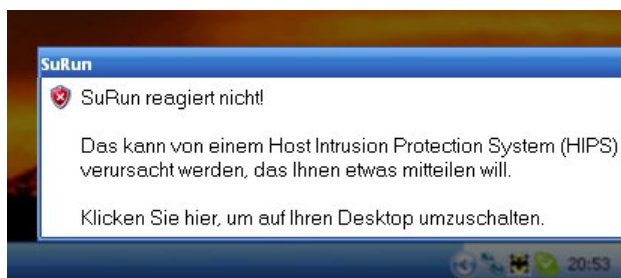 SuRun
SuRun reagiert nicht!
Das kann von einem Host Intrusion Protection System (HIPS)
verursacht werden, das Ihnen etwas mitteilen will.
Klicken Sie hier, um auf Ihren Desktop umzuschalten.
20:53